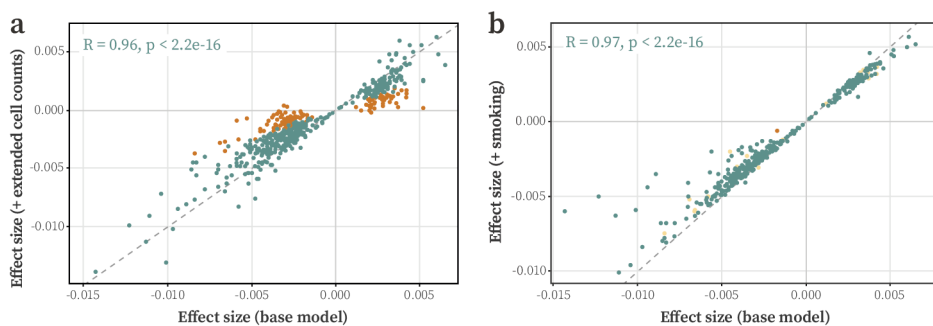 a
R = 0.96, p < 2.2e-16
0.005
0.000
-0.005
-0.010
-0.015
-0.010
-0.005
0.000
0.005
Effect size (base model)
Effect size (+ extended cell counts)
b
R = 0.97, p < 2.2e-16
0.005
0.000
-0.005
-0.010
-0.015
-0.010
-0.005
0.000
0.005
Effect size (base model)
Effect size (+ smoking)